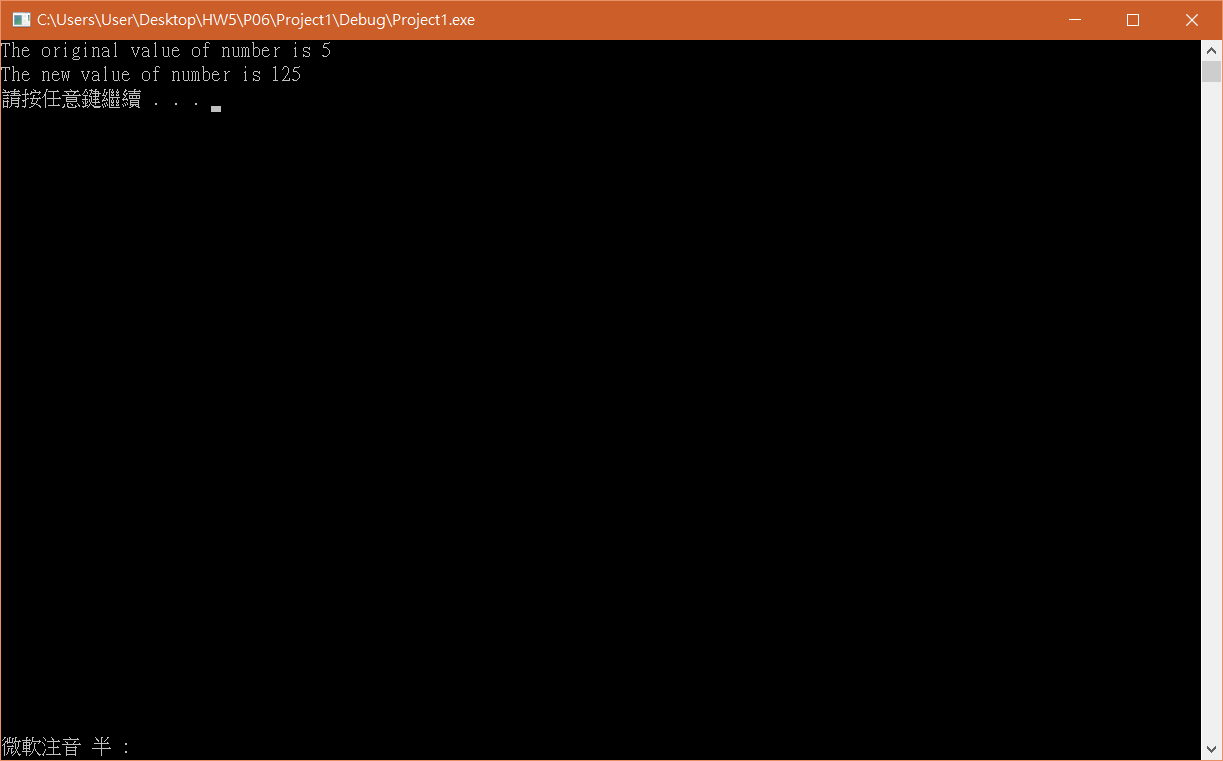 C:\Users\User\Desktop\HW5\P06\Project1\Debug\Project1.exe
The original value of number is 5
The new value of number is 125
請按任意鍵繼續 . . .
微軟注音 半 :